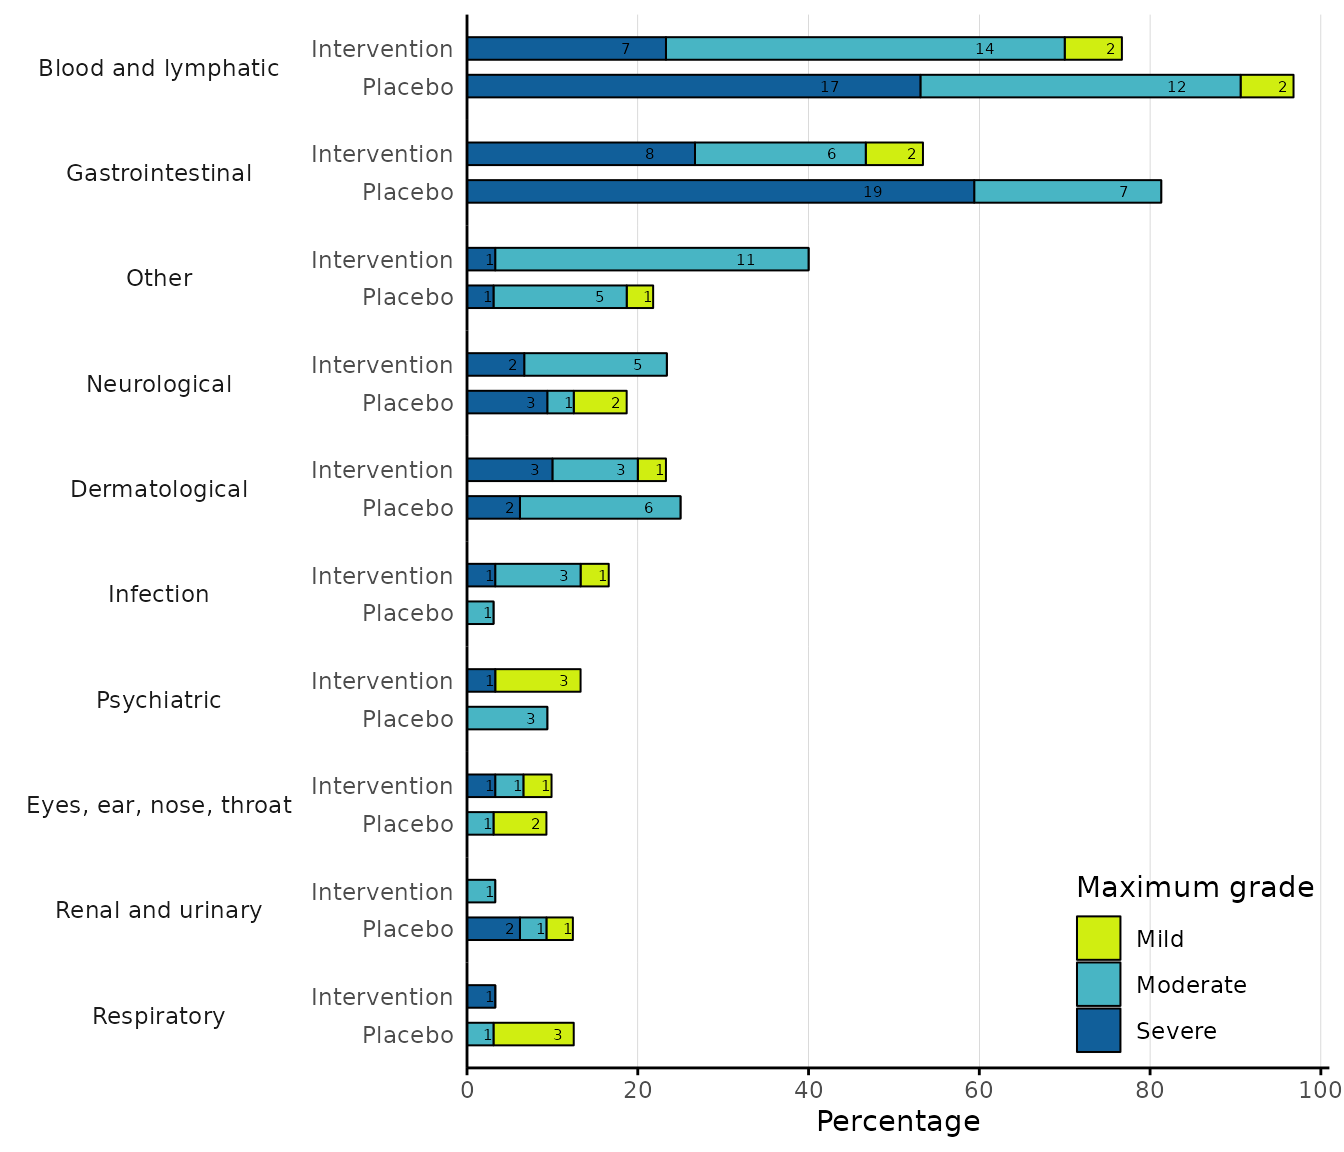 Blood and lymphatic
Intervention 7 14 2
Placebo 17 12 2
Gastrointestinal
Intervention 8 6 2
Placebo 19 7
Other
Intervention 1 11
Placebo 1 5 1
Neurological
Intervention 2 5
Placebo 3 1 2
Dermatological
Intervention 3 3 1
Placebo 2 6
Infection
Intervention 1 3 1
Placebo 1
Psychiatric
Intervention 1 3
Placebo 3
Eyes, ear, nose, throat
Intervention 1 1 1
Placebo 1 2
Renal and urinary
Intervention 1
Placebo 2 1 1
Respiratory
Intervention 1
Placebo 1 3
Maximum grade
Mild
Moderate
Severe
0 20 40 60 80 100
Percentage